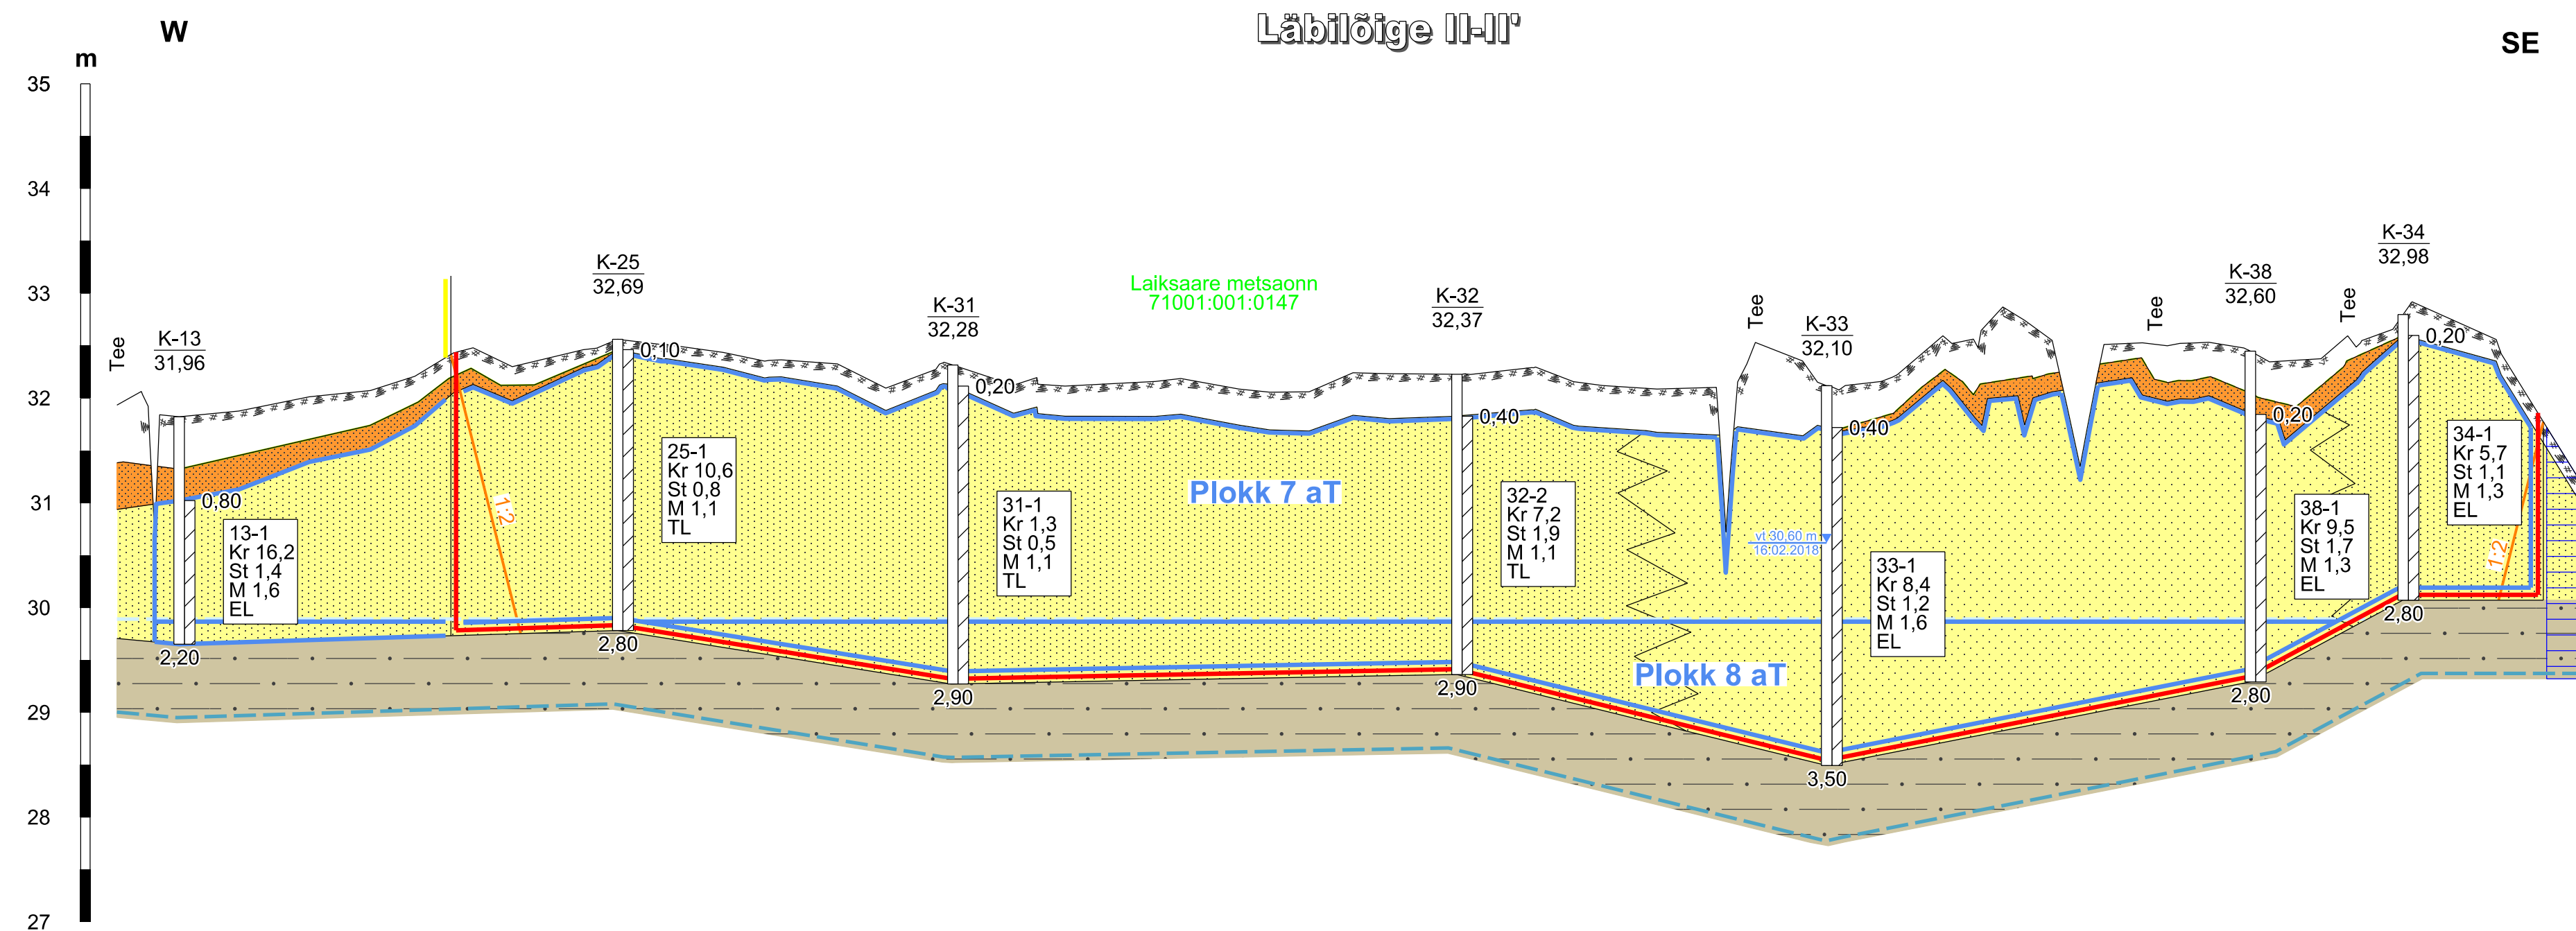 Läbilõige II-II'
W
SE
m
35
34
33
32
31
30
29
28
27
Tee
K-13
31,96
0,80
13-1
Kr 16,2
St 1,4
M 1,6
EL
2,20
1:2
K-25
32,69
0,10
25-1
Kr 10,6
St 0,8
M 1,1
TL
2,80
K-31
32,28
0,20
31-1
Kr 1,3
St 0,5
M 1,1
TL
2,90
Laiksaare metsaonn
71001:001:0147
Plokk 7 aT
K-32
32,37
0,40
32-2
Kr 7,2
St 1,9
M 1,1
TL
2,90
Plokk 8 aT
Tee
vt 30,60 m
16.02.2018
K-33
32,10
0,40
33-1
Kr 8,4
St 1,2
M 1,6
EL
3,50
Tee
K-38
32,60
0,20
38-1
Kr 9,5
St 1,7
M 1,3
EL
2,80
Tee
K-34
32,98
0,20
34-1
Kr 5,7
St 1,1
M 1,3
EL
2,80
1:2